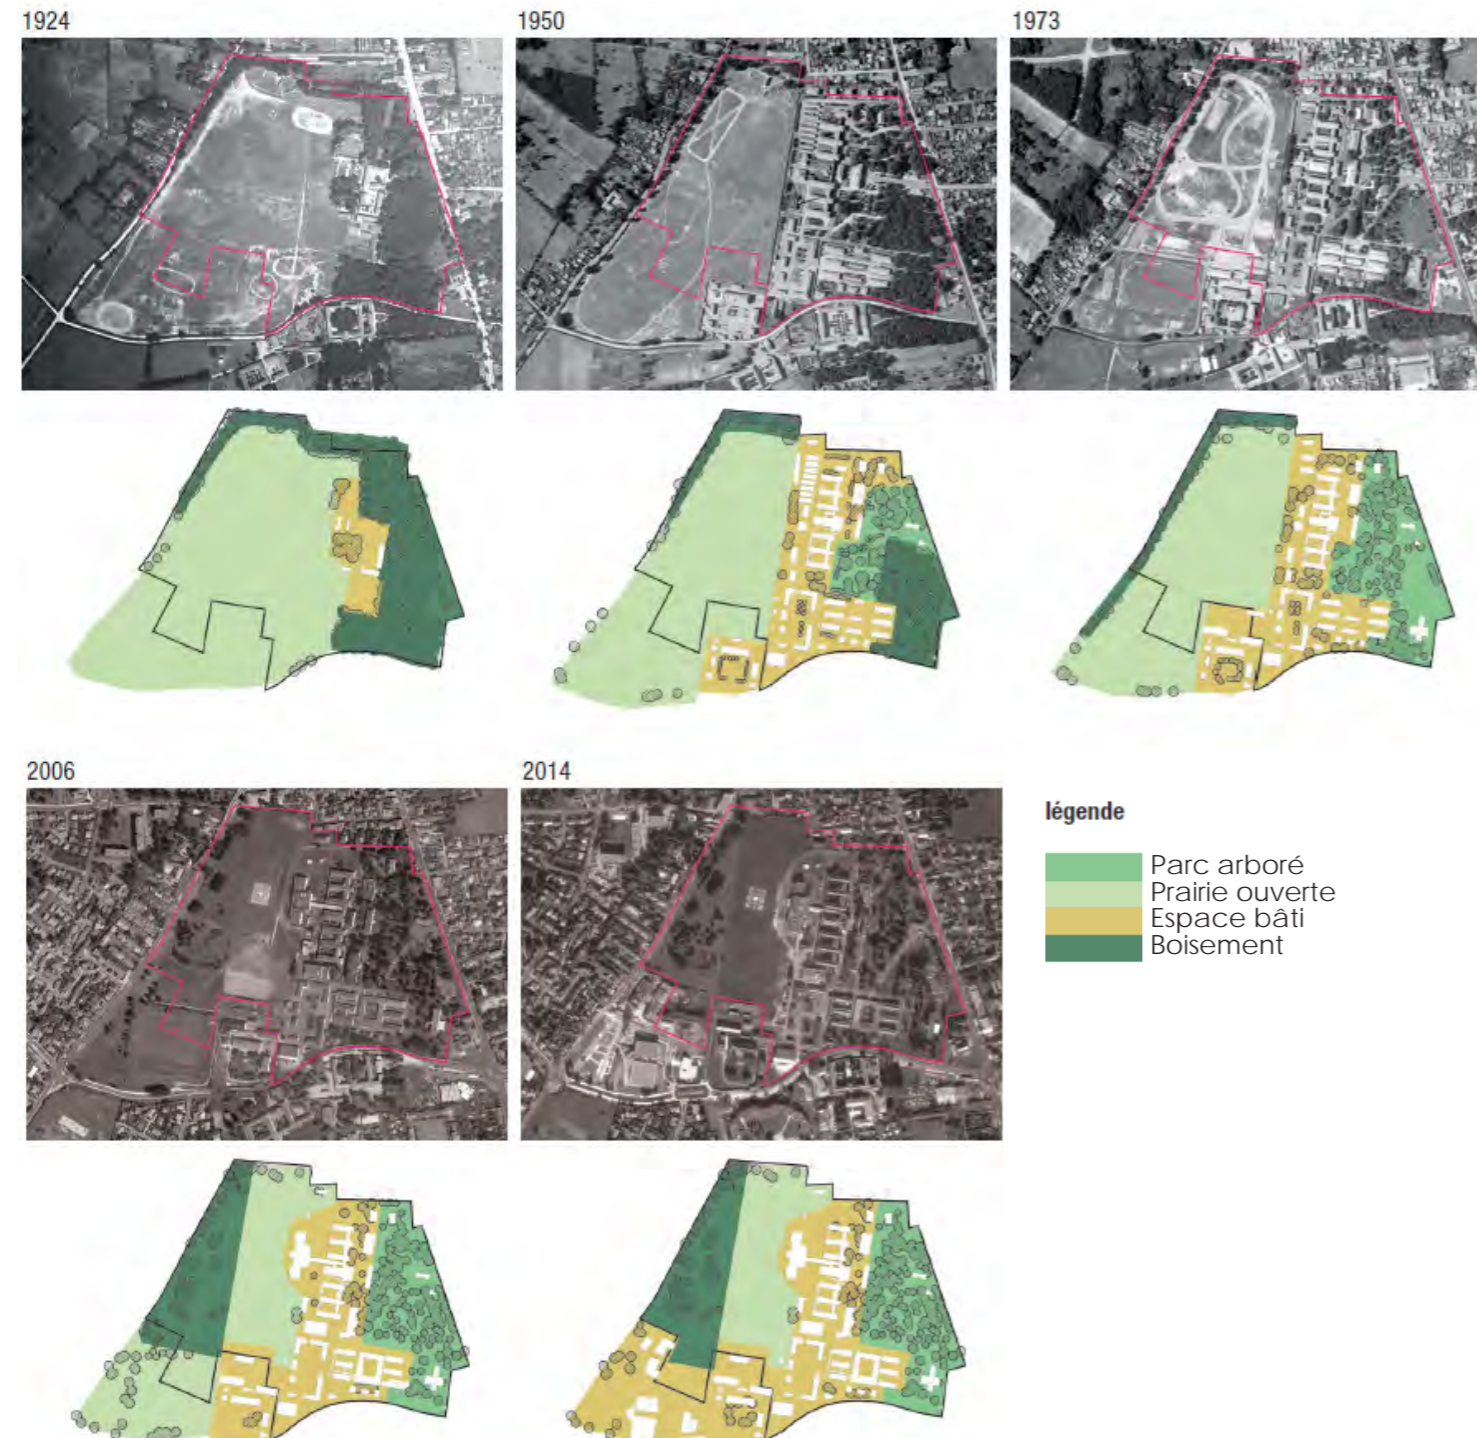 1924
1950
1973
2006
2014
légende
Parc arboré
Prairie ouverte
Espace bâti
Boisement